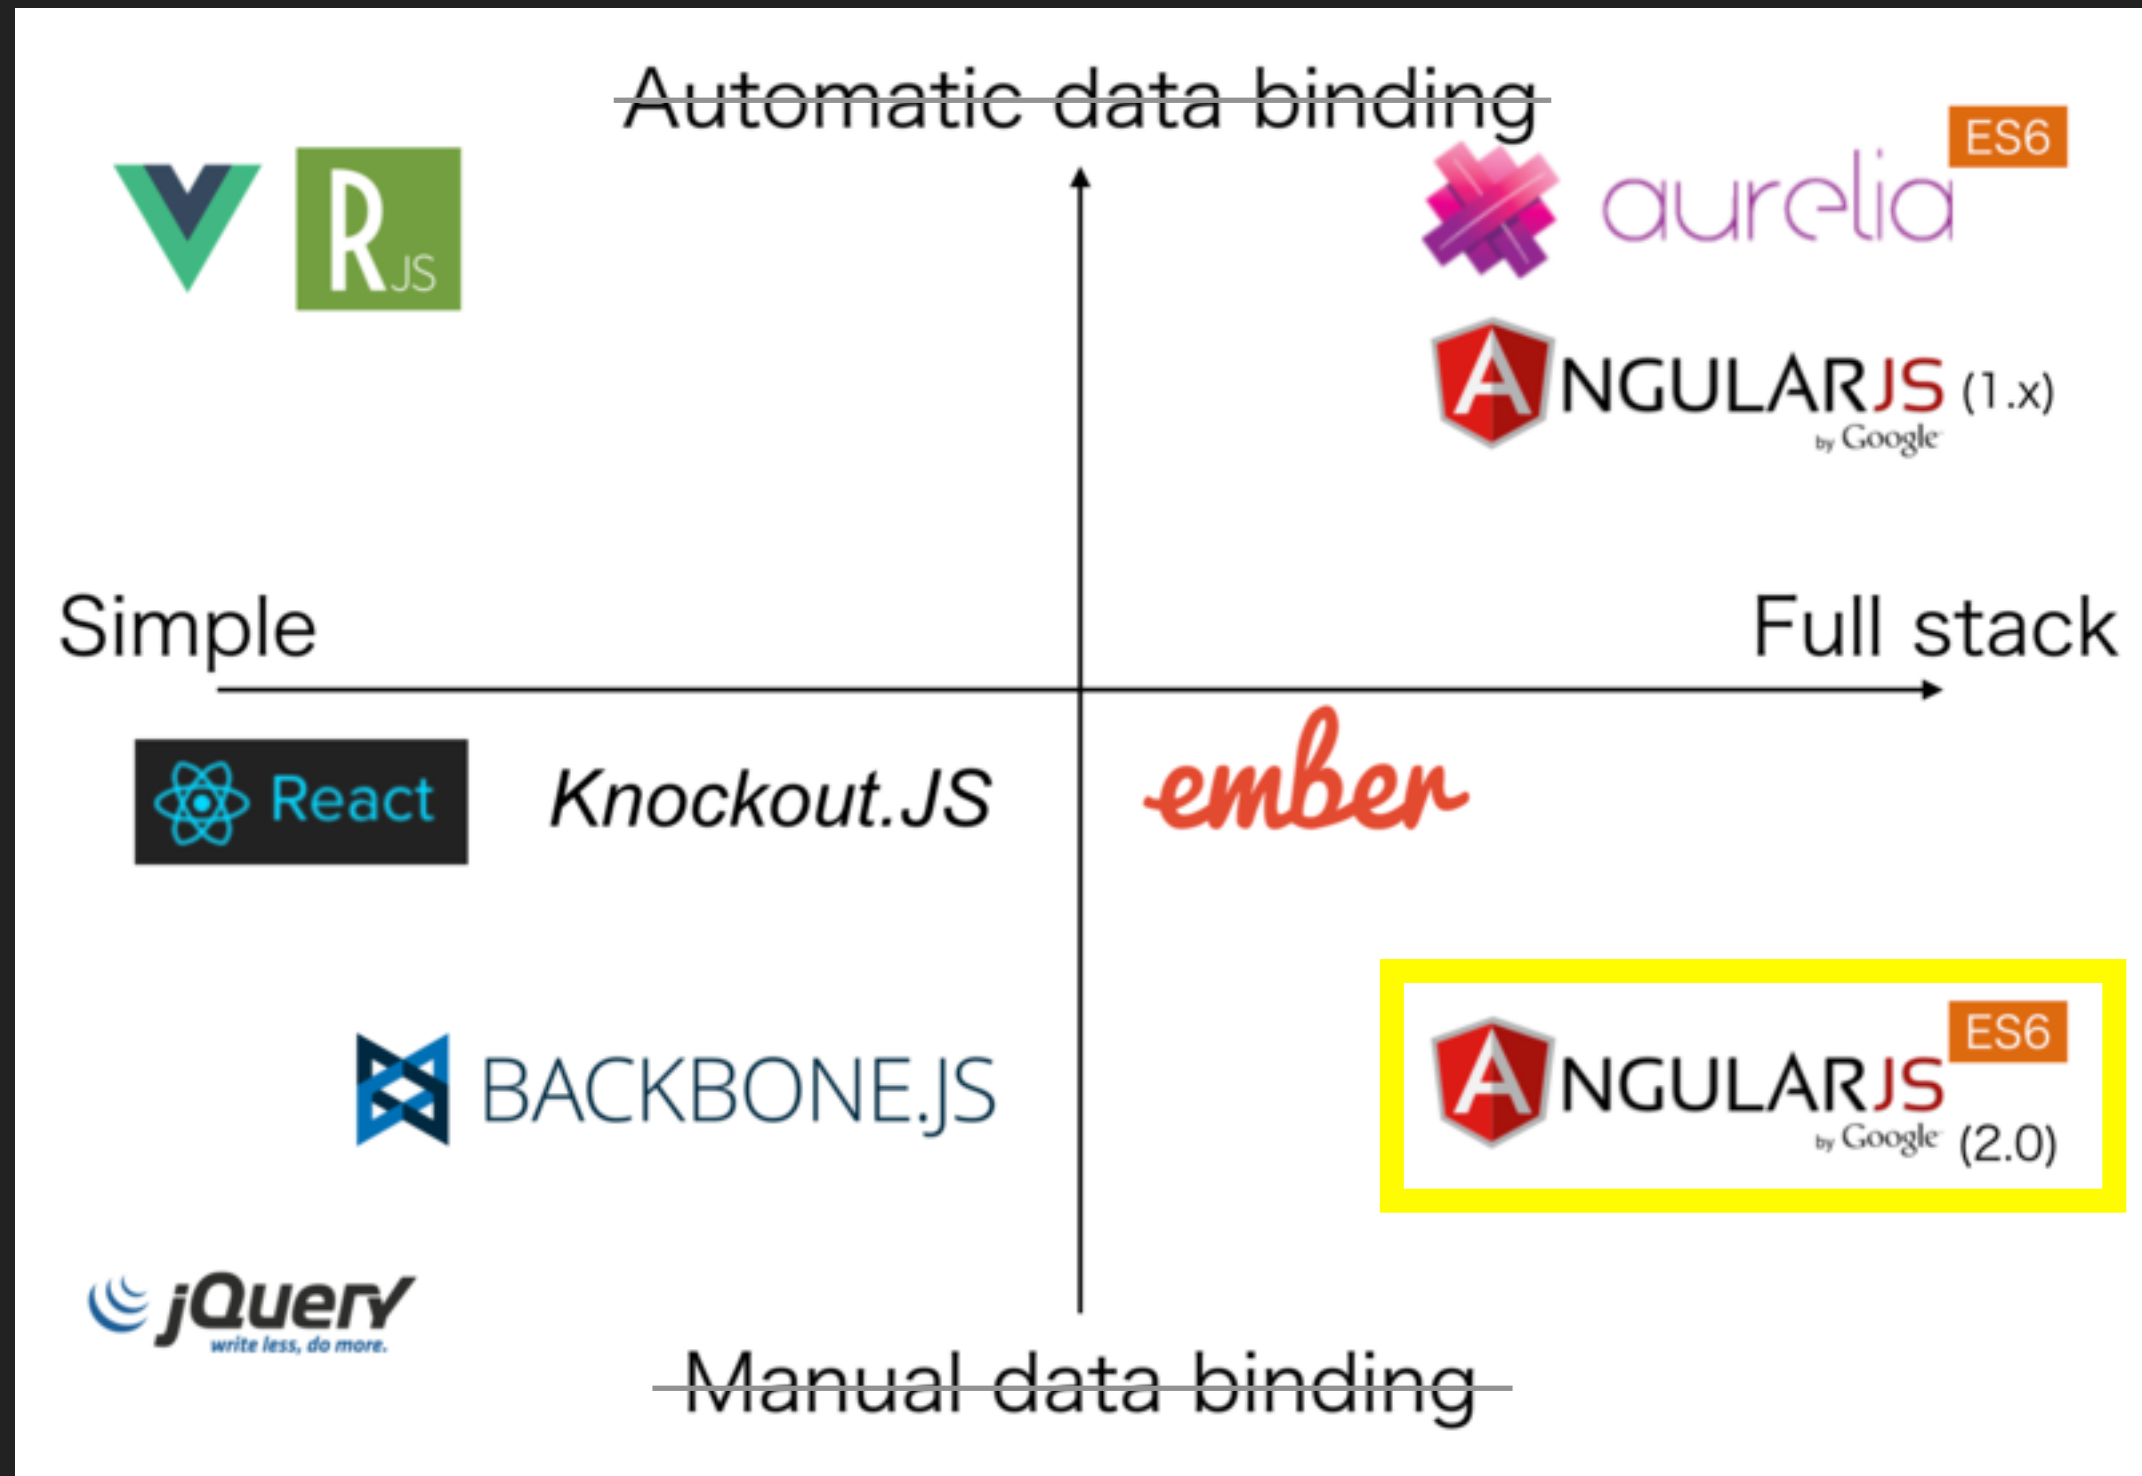 Automatic data binding
ES6
RJS
aurelia
ANGULARJS (1.x)
by Google
Simple
Full stack
React
Knockout.JS
ember
ES6
BACKBONE.JS
ANGULARJS
by Google (2.0)
jQuery
write less, do more.
Manual data binding